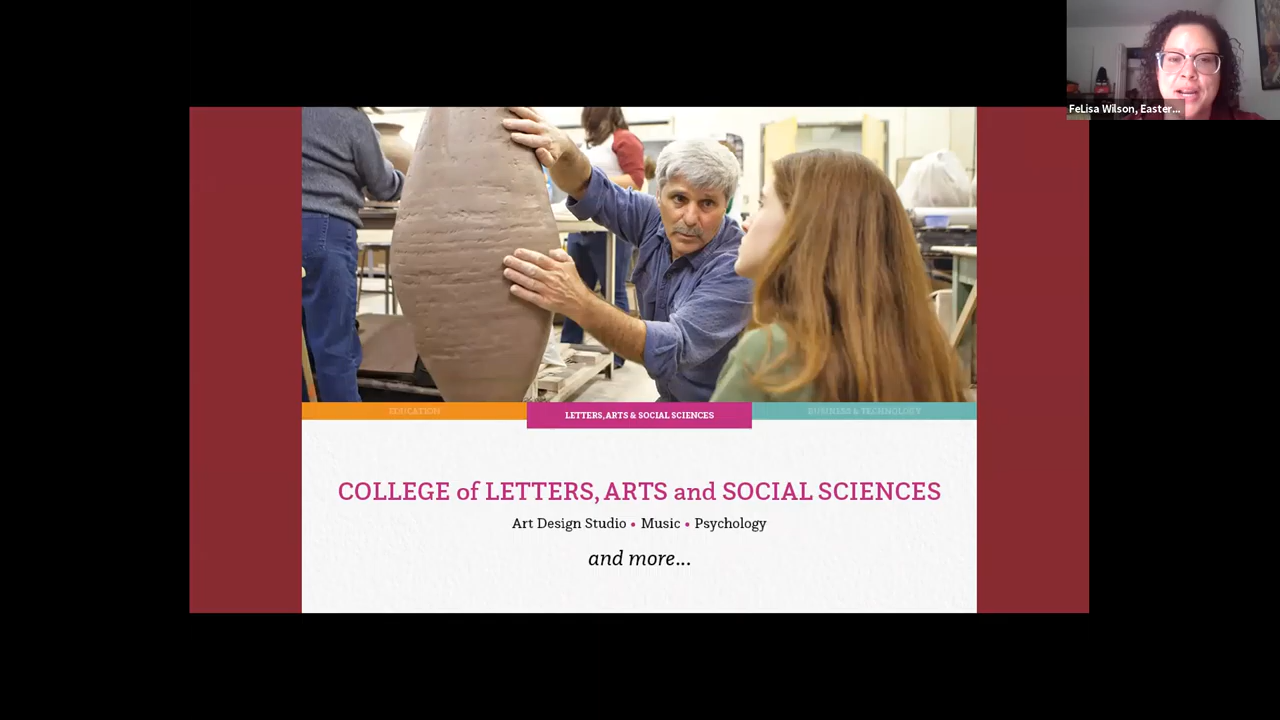 FeLisa Wilson, Easter...
EDUCATION
LETTERS, ARTS & SOCIAL SCIENCES
BUSINESS & TECHNOLOGY
COLLEGE of LETTERS, ARTS and SOCIAL SCIENCES
Art Design Studio • Music • Psychology
and more...